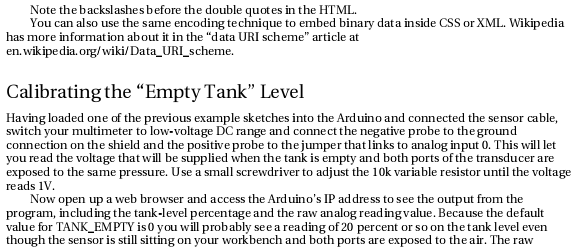 Note the backslashes before the double quotes in the HTML.
You can also use the same encoding technique to embed binary data inside CSS or XML. Wikipedia
has more information about it in the “data URI scheme” article at
en.wikipedia.org/wiki/Data_URI_scheme.
Calibrating the “Empty Tank” Level
Having loaded one of the previous example sketches into the Arduino and connected the sensor cable,
switch your multimeter to low-voltage DC range and connect the negative probe to the ground
connection on the shield and the positive probe to the jumper that links to analog input 0. This will let
you read the voltage that will be supplied when the tank is empty and both ports of the transducer are
exposed to the same pressure. Use a small screwdriver to adjust the 10k variable resistor until the voltage
reads 1V.
Now open up a web browser and access the Arduino’s IP address to see the output from the
program, including the tank-level percentage and the raw analog reading value. Because the default
value for TANK_EMPTY is 0 you will probably see a reading of 20 percent or so on the tank level even
though the sensor is still sitting on your workbench and both ports are exposed to the air. The raw